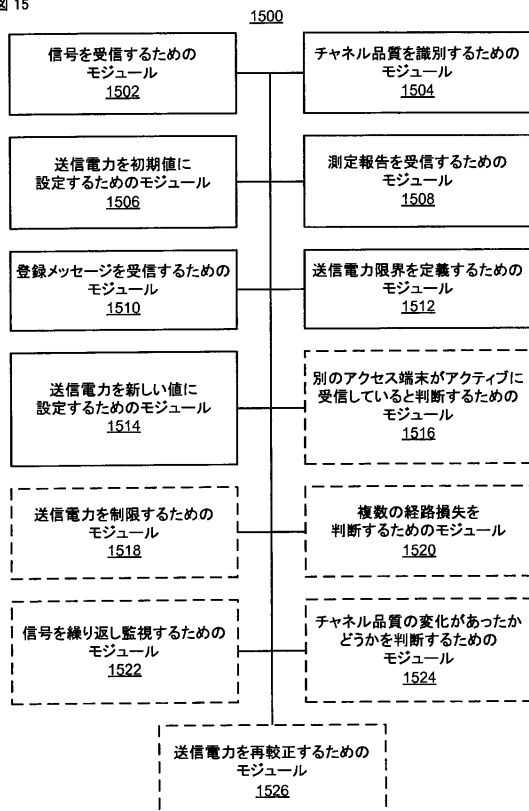 図 15
1500
信号を受信するための
モジュール
1502
チャネル品質を識別するための
モジュール
1504
送信電力を初期値に
設定するためのモジュール
1506
測定報告を受信するための
モジュール
1508
登録メッセージを受信するための
モジュール
1510
送信電力限界を定義するための
モジュール
1512
送信電力を新しい値に
設定するためのモジュール
1514
別のアクセス端末がアクティブに
受信していると判断するための
モジュール
1516
送信電力を制限するための
モジュール
1518
複数の経路損失を
判断するためのモジュール
1520
信号を繰り返し監視するための
モジュール
1522
チャネル品質の変化があったか
どうかを判断するための
モジュール
1524
送信電力を再較正するための
モジュール
1526